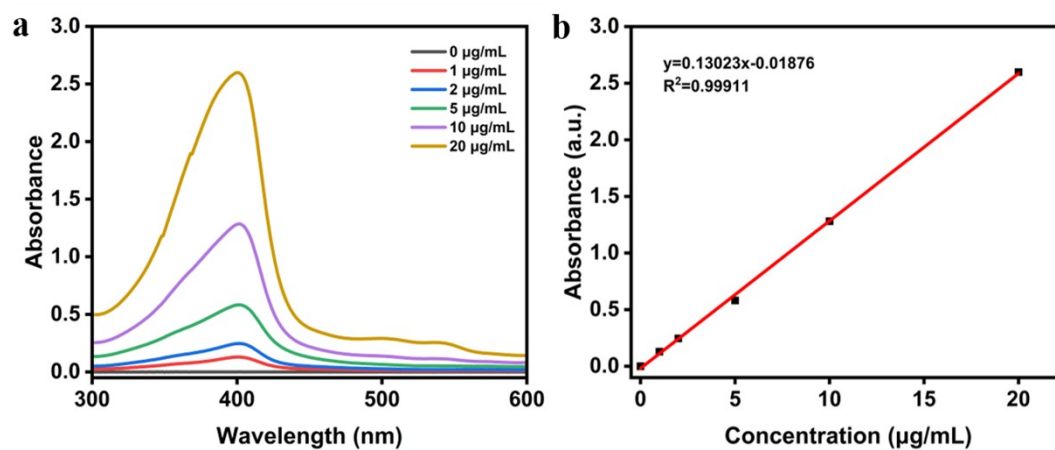 a
3.0
2.5
2.0
1.5
1.0
0.5
0.0
Absorbance
300
400
500
600
Wavelength (nm)
0 μg/mL
1 μg/mL
2 μg/mL
5 μg/mL
10 μg/mL
20 μg/mL
b
3.0
2.5
2.0
1.5
1.0
0.5
0.0
Absorbance (a.u.)
y=0.13023x-0.01876
R²=0.99911
0
5
10
15
20
Concentration (μg/mL)